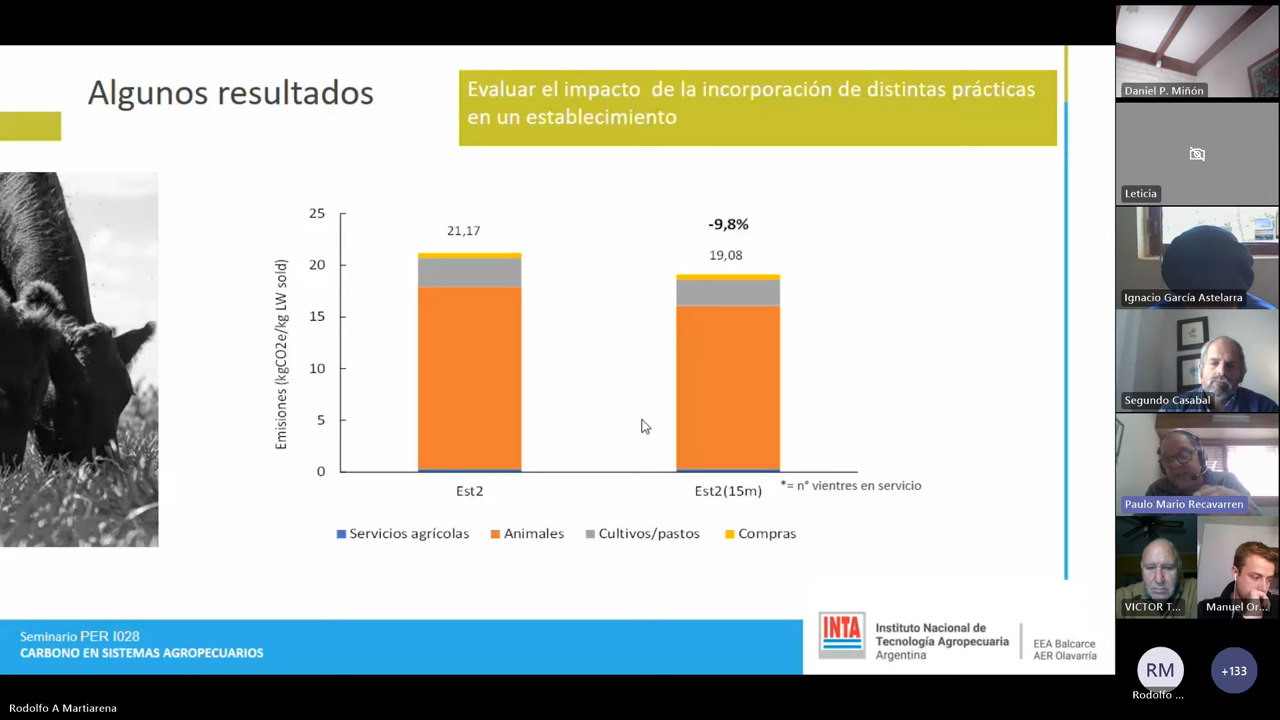 Algunos resultados
Evaluar el impacto de la incorporación de distintas prácticas
en un establecimiento
25
20
15
10
5
0
Emisiones (kgCO2e/kg LW sold)
21,17
-9,8%
19,08
Est2
Est2(15m)
*= n° vientres en servicio
Servicios agrícolas
Animales
Cultivos/pastos
Compras
Seminario PER I028
CARBONO EN SISTEMAS AGROPECUARIOS
INTA
Instituto Nacional de
Tecnología Agropecuaria
Argentina
EEA Balcarce
AER Olavarría
Rodolfo A Martiarena
Daniel P. Miñón
Leticia
Ignacio García Astelarra
Segundo Casabal
Paulo Mario Recavarren
VICTOR T...
Manuel Or...
RM
Rodolfo ...
+133